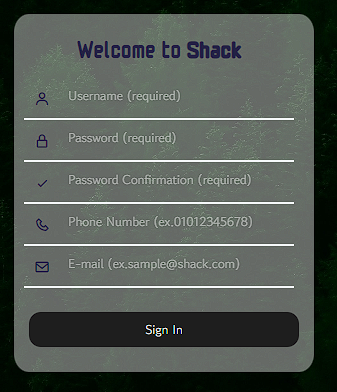 Welcome to Shack
Username (required)
Password (required)
Password Confirmation (required)
Phone Number (ex.01012345678)
E-mail (ex.sample@shack.com)
Sign In